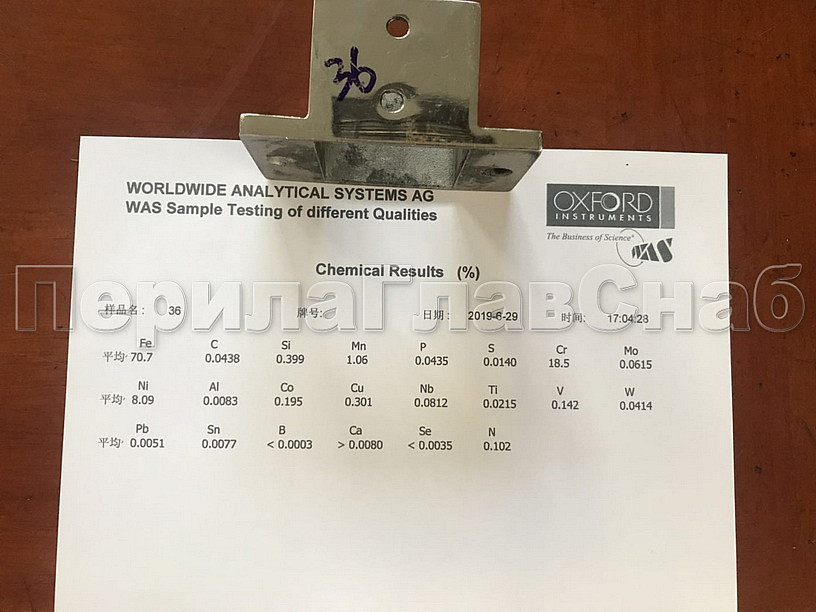 36
WORLDWIDE ANALYTICAL SYSTEMS AG
WAS Sample Testing of different Qualities
OXFORD
INSTRUMENTS
The Business of Science®
WAS
Chemical Results (%)
ПерилаГлавСнаб
样品名: 36 牌号: 日期: 2019-6-29 时间: 17:04:28
Fe C Si Mn P S Cr Mo
平均: 70.7 0.0438 0.399 1.06 0.0435 0.0140 18.5 0.0615
Ni Al Co Cu Nb Ti V W
平均: 8.09 0.0083 0.195 0.301 0.0812 0.0215 0.142 0.0414
Pb Sn B Ca Se N
平均: 0.0051 0.0077 < 0.0003 > 0.0080 < 0.0035 0.102